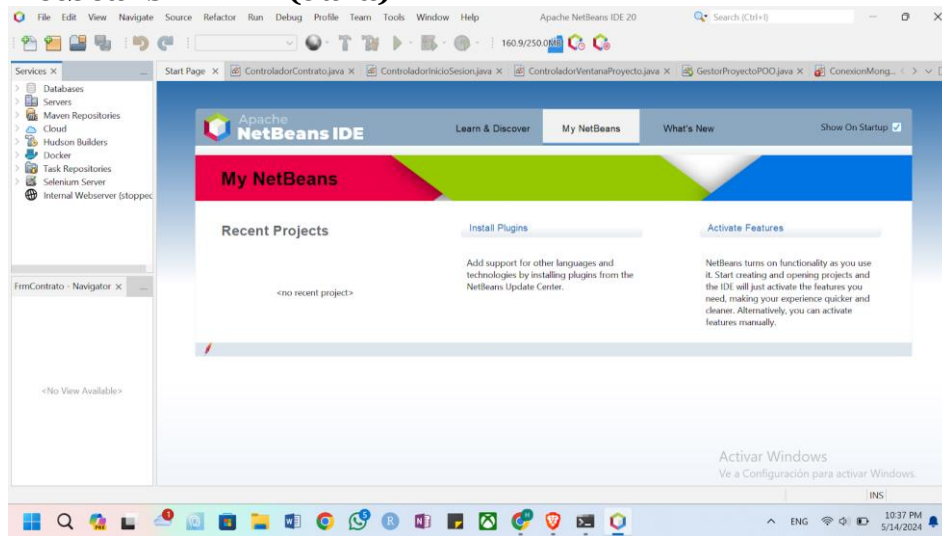 File Edit View Navigate Source Refactor Run Debug Profile Team Tools Window Help Apache NetBeans IDE 20 Search (Ctrl+I)
160.9/250.0MB
Services
Start Page ControladorContrato.java ControladorInicioSesion.java ControladorVentanaProyecto.java GestorProyectoPOO.java ConexionMong...
Databases
Servers
Maven Repositories
Cloud
Hudson Builders
Docker
Task Repositories
Selenium Server
Internal Webserver (stopped
Apache
NetBeans IDE
Learn & Discover My NetBeans What's New Show On Startup
My NetBeans
Recent Projects
<no recent project>
Install Plugins
Add support for other languages and
technologies by installing plugins from the
NetBeans Update Center.
Activate Features
NetBeans turns on functionality as you use
it. Start creating and opening projects and
the IDE will just activate the features you
need, making your experience quicker and
cleaner. Alternatively, you can activate
features manually.
FrmContrato - Navigator
<No View Available>
Activar Windows
Ve a Configuración para activar Windows.
INS
ENG
10:37 PM
5/14/2024